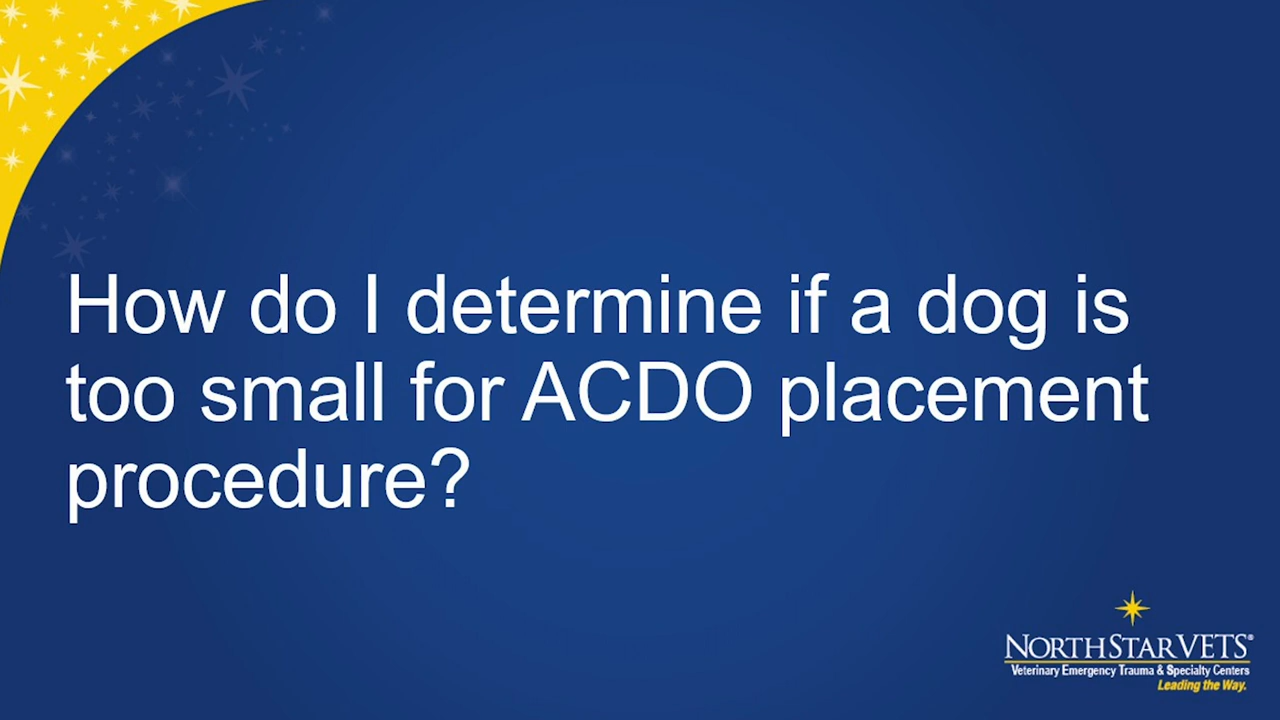 How do I determine if a dog is
too small for ACDO placement
procedure?
NORTHSTARVETS®
Veterinary Emergency Trauma & Specialty Centers
Leading the Way.